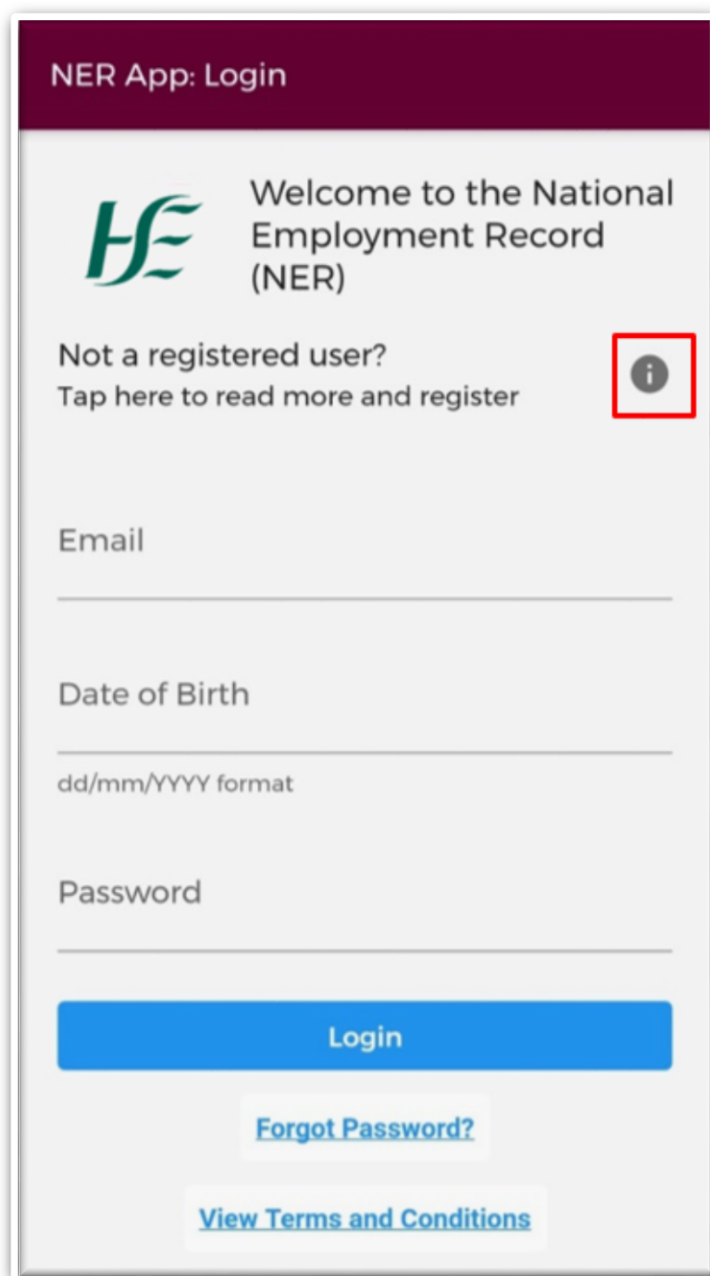 NER App: Login
HSE
Welcome to the National
Employment Record
(NER)
Not a registered user?
Tap here to read more and register
i
Email
Date of Birth
dd/mm/YYYY format
Password
Login
Forgot Password?
View Terms and Conditions